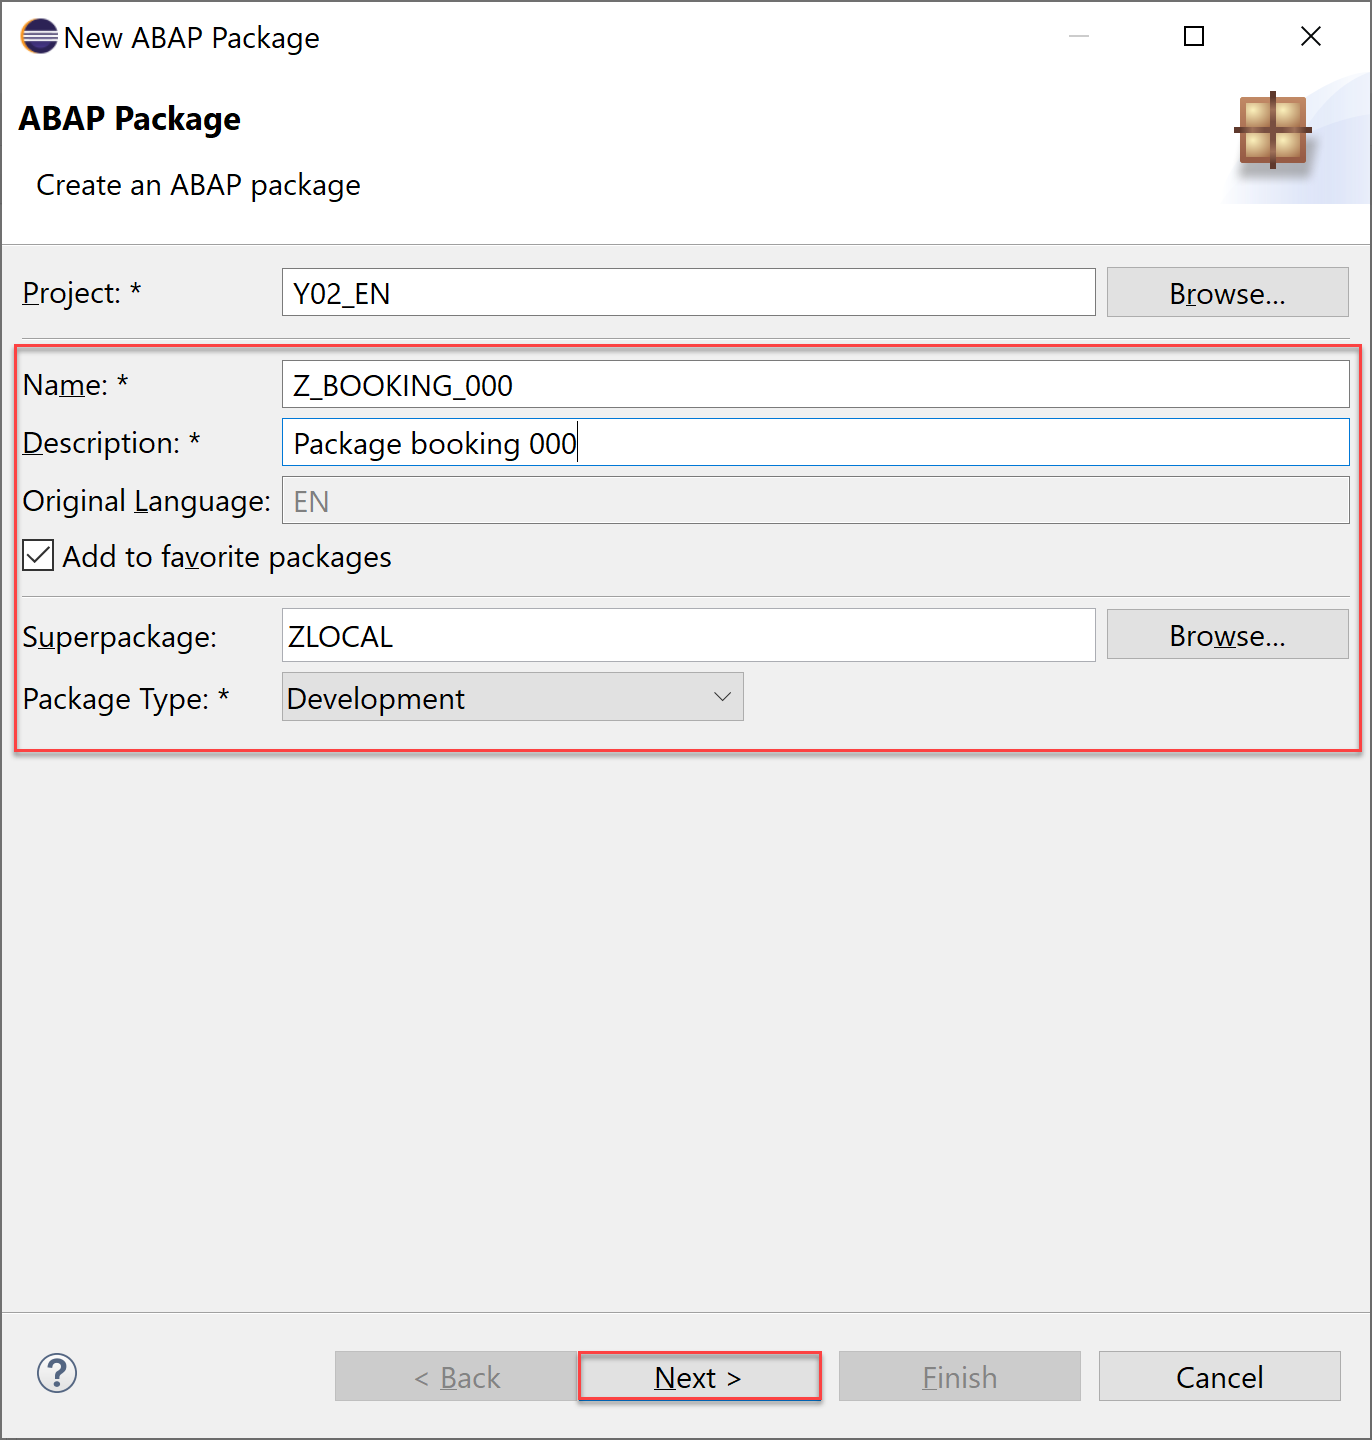 New ABAP Package
ABAP Package
Create an ABAP package
Project: * Y02_EN Browse...
Name: * Z_BOOKING_000
Description: * Package booking 000
Original Language: EN
Add to favorite packages
Superpackage: ZLOCAL Browse...
Package Type: * Development
? < Back Next > Finish Cancel